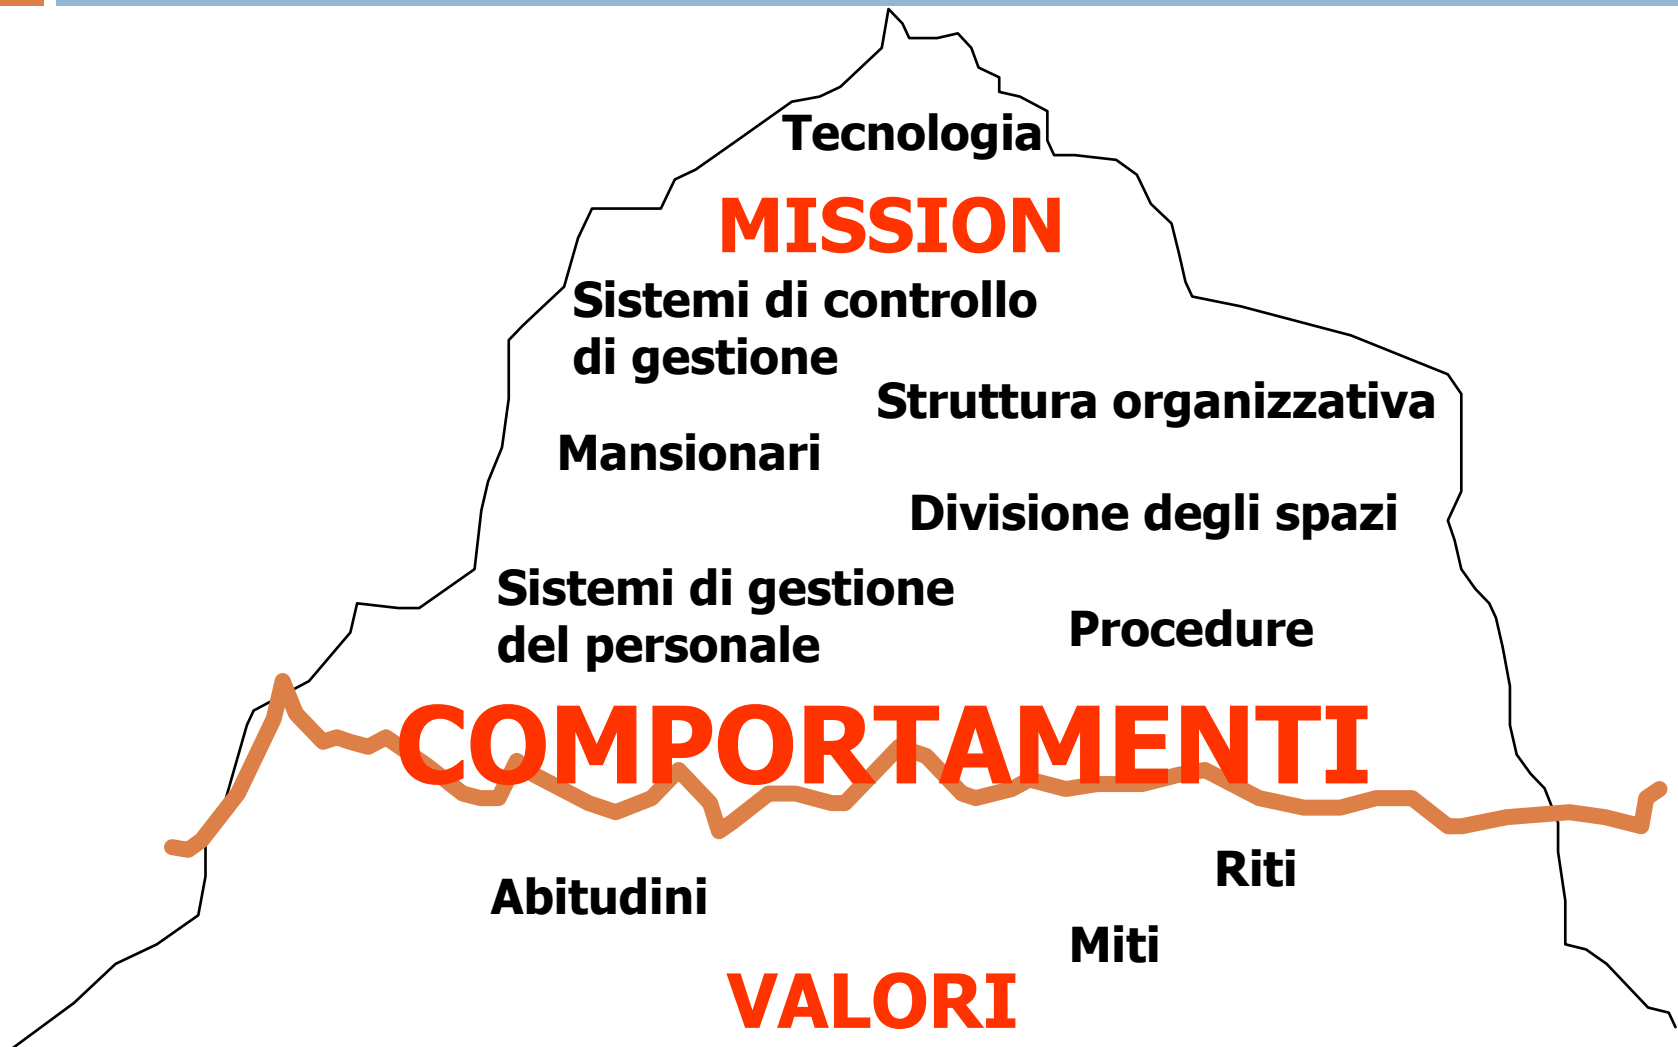 Tecnologia
MISSION
Sistemi di controllo
di gestione
Struttura organizzativa
Mansionari
Divisione degli spazi
Sistemi di gestione
del personale
Procedure
COMPORTAMENTI
Riti
Abitudini
Miti
VALORI